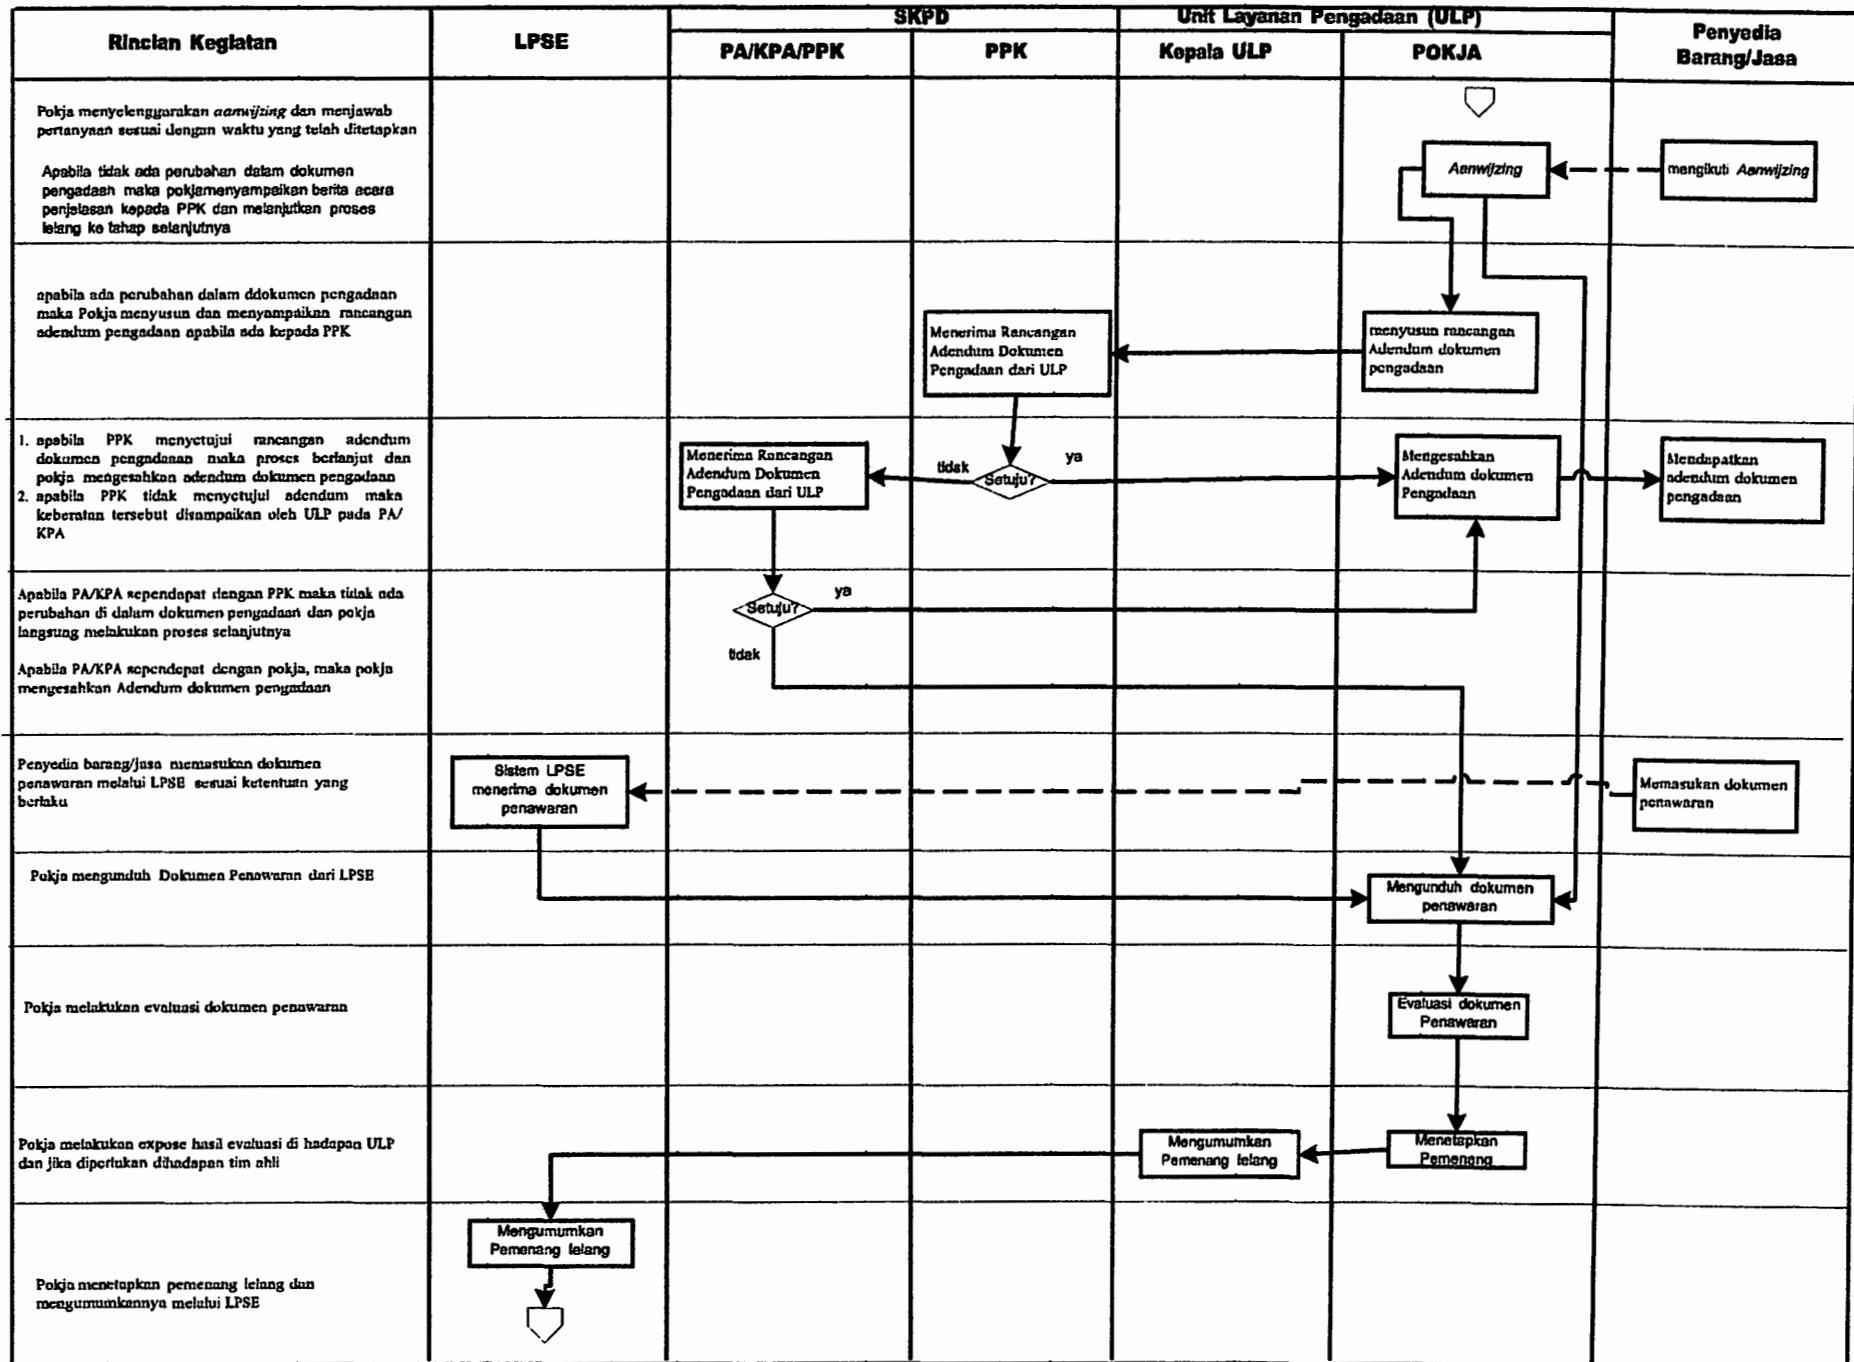 Rincian Kegiatan
LPSE
SKPD
Unit Layanan Pengadaan (ULP)
Penyedia
Barang/Jasa
PA/KPA/PPK
PPK
Kepala ULP
POKJA
Pokja menyelenggarakan aanwijzing dan menjawab
pertanyaan sesuai dengan waktu yang telah ditetapkan
Apabila tidak ada perubahan dalam dokumen
pengadaan maka pokjamenyampaikan berita acara
penjelasan kepada PPK dan melanjutkan proses
lelang ke tahap selanjutnya
Aanwijzing
mengikuti Aanwijzing
apabila ada perubahan dalam ddokumen pengadaan
maka Pokja menyusun dan menyampaikan rancangan
adendum pengadaan apabila ada kepada PPK
Menerima Rancangan
Adendum Dokumen
Pengadaan dari ULP
menyusun rancangan
Adendum dokumen
pengadaan
1. apabila PPK menyetujui rancangan adendum
dokumen pengadanan maka proses berlanjut dan
pokja mengesahkan adendum dokumen pengadaan
2. apabila PPK tidak menyetujui adendum maka
keberatan tersebut disampaikan oleh ULP pada PA/
KPA
Menerima Rancangan
Adendum Dokumen
Pengadaan dari ULP
tidak
Setuju?
ya
Mengesahkan
Adendum dokumen
Pengadaan
Mendapatkan
adendum dokumen
pengadaan
Apabila PA/KPA sependapat dengan PPK maka tidak ada
perubahan di dalam dokumen pengadaan dan pokja
langsung melakukan proses selanjutnya
Apabila PA/KPA sependapat dengan pokja, maka pokja
mengesahkan Adendum dokumen pengadaan
Setuju?
ya
tidak
Penyedia barang/jasa memasukan dokumen
penawaran melalui LPSE sesuai ketentuan yang
berlaku
Sistem LPSE
menerima dokumen
penawaran
Memasukan dokumen
penawaran
Pokja mengunduh Dokumen Penawaran dari LPSE
Mengunduh dokumen
penawaran
Pokja melakukan evaluasi dokumen penawaran
Evaluasi dokumen
Penawaran
Pokja melakukan expose hasil evaluasi di hadapan ULP
dan jika diperlukan dihadapan tim ahli
Mengumumkan
Pemenang lelang
Menetapkan
Pemenang
Mengumumkan
Pemenang lelang
Pokja menetapkan pemenang lelang dan
mengumumkannya melalui LPSE